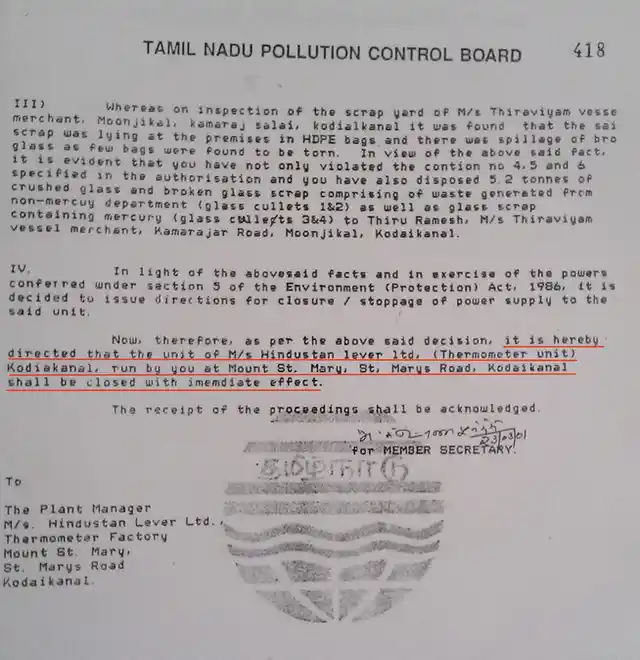 TAMIL NADU POLLUTION CONTROL BOARD 418
III) Whereas on inspection of the scrap yard of M/s Thiraviyam vesse
merchant, Moonjikal, kamaraj salai, kodialkanal it was found that the sai
scrap was lying at the premises in HDPE bags and there was spillage of bro
glass as few bags were found to be torn. In view of the above said fact,
it is evident that you have not only violated the contion no 4,5 and 6
specified in the authorisation and you have also disposed 5.2 tonnes of
crushed glass and broken glass scrap comprising of waste generated from
non-mercuy department (glass cullets 1&2) as well as glass scrap
containing mercury (glass cullets 3&4) to Thiru Ramesh, M/s Thiraviyam
vessel merchant, Kamarajar Road, Moonjikal, Kodaikanal.
IV. In light of the abovesaid facts and in exercise of the powers
conferred under section 5 of the Environment (Protection) Act, 1986, it is
decided to issue directions for closure / stoppage of power supply to the
said unit.
Now, therefore, as per the above said decision, it is hereby
directed that the unit of M/s Hindustan lever ltd, (Thermometer unit)
Kodiakanal, run by you at Mount St. Mary, St, Marys Road, Kodaikanal
shall be closed with imemdiate effect.
The receipt of the proceedings shall be acknowledged.
23/03/01
for MEMBER SECRETARY.
தமிழ்நாடு
To
The Plant Manager
M/s. Hindustan Lever Ltd.,
Thermometer Factory
Mount St. Mary,
St. Marys Road
Kodaikanal.